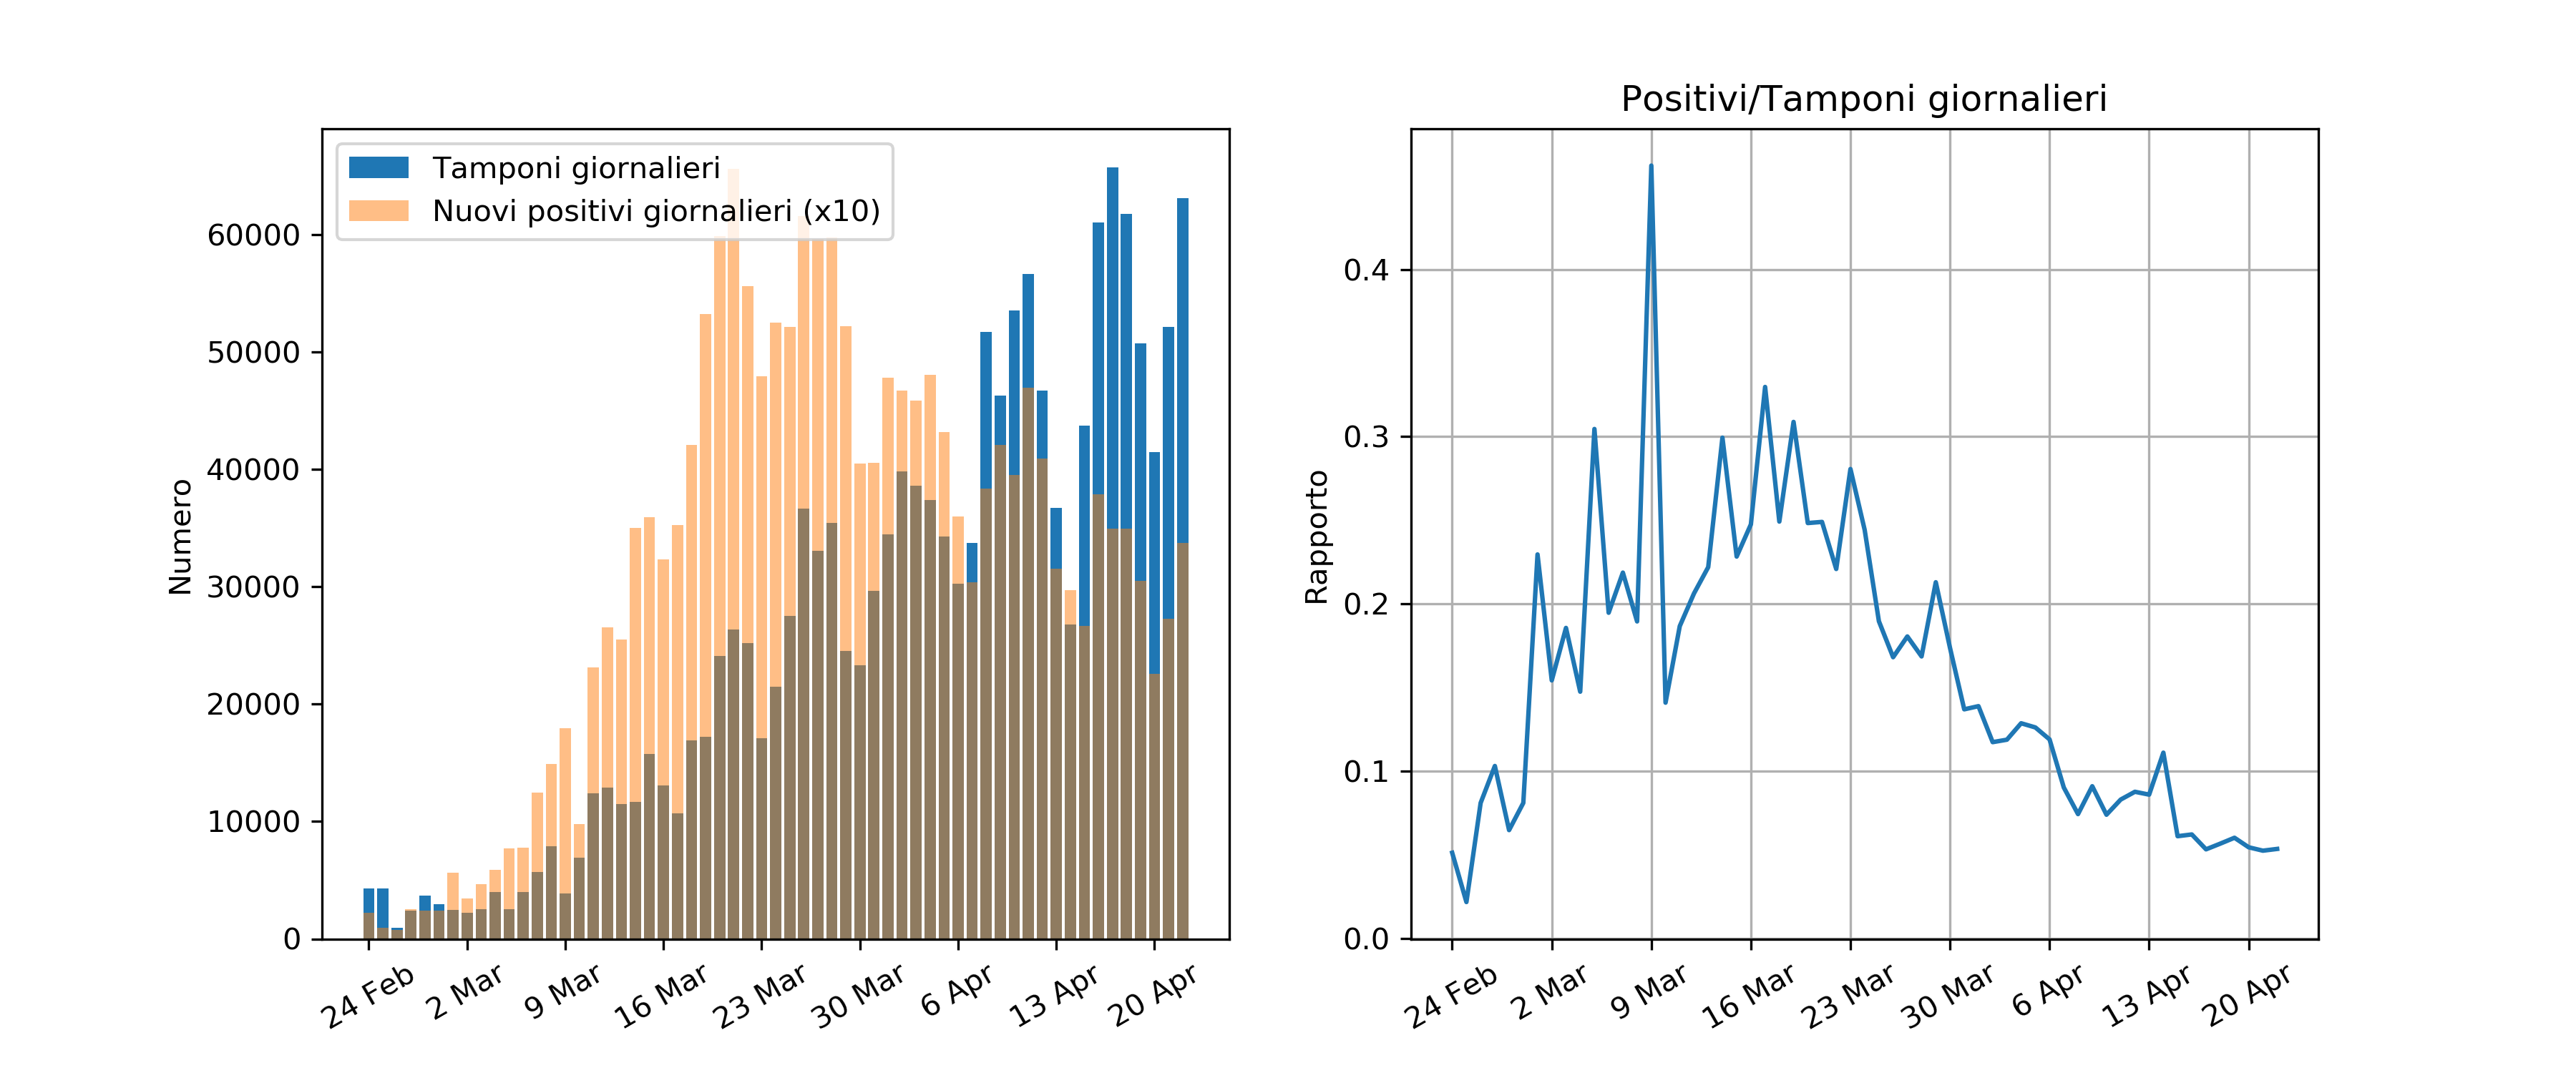 Tamponi giornalieri
Nuovi positivi giornalieri (x10)
Numero
60000
50000
40000
30000
20000
10000
0
24 Feb
2 Mar
9 Mar
16 Mar
23 Mar
30 Mar
6 Apr
13 Apr
20 Apr
Positivi/Tamponi giornalieri
Rapporto
0.4
0.3
0.2
0.1
0.0
24 Feb
2 Mar
9 Mar
16 Mar
23 Mar
30 Mar
6 Apr
13 Apr
20 Apr